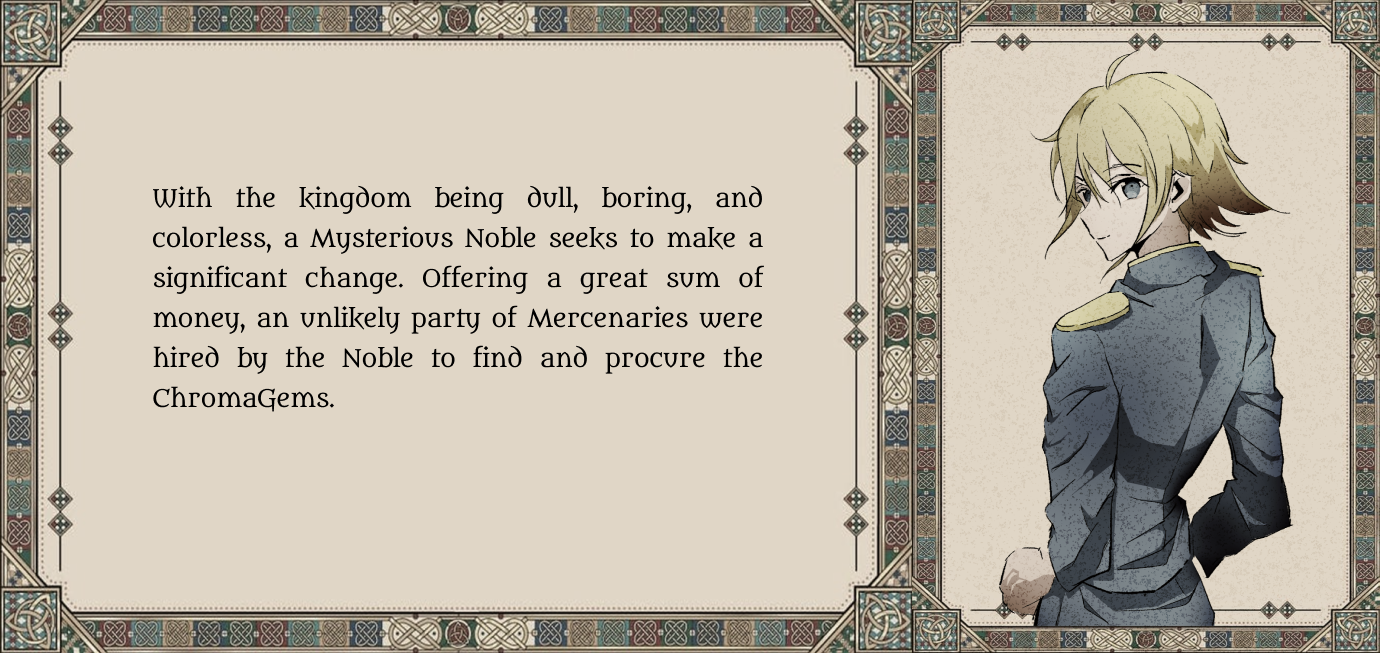 With the kingdom being dull, boring, and
colorless, a Mysterious Noble seeks to make a
significant change. Offering a great sum of
money, an unlikely party of Mercenaries were
hired by the Noble to find and procure the
ChromaGems.